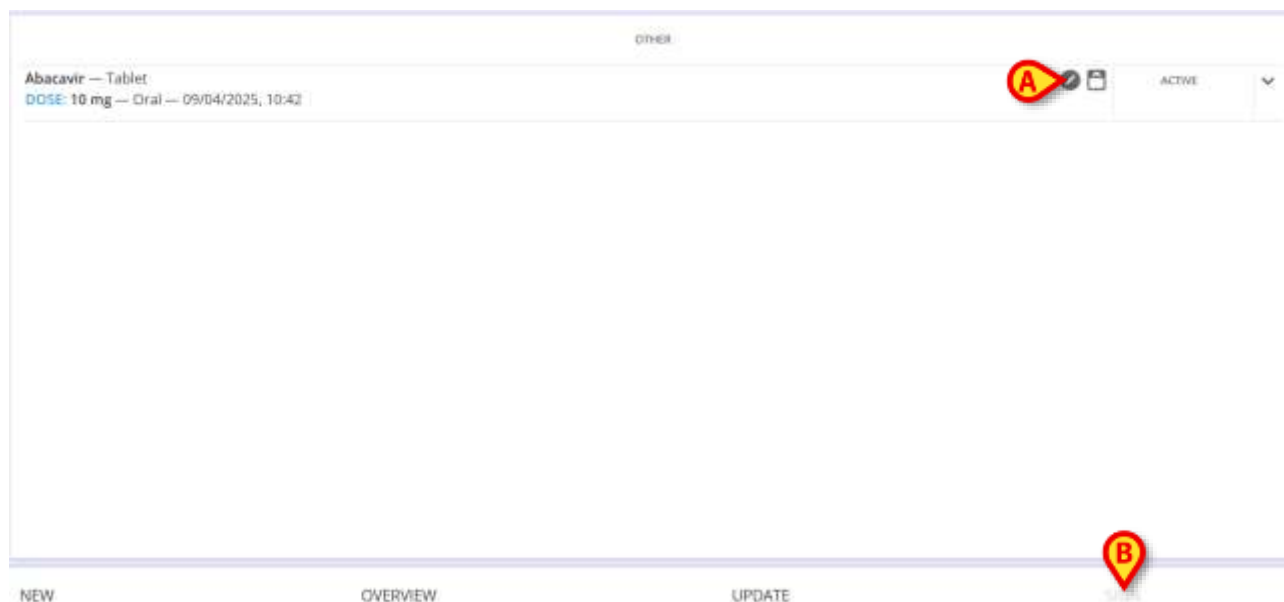 OTHER
Abacavir — Tablet
DOSE: 10 mg — Oral — 09/04/2025, 10:42
A
ACTIVE
B
NEW
OVERVIEW
UPDATE